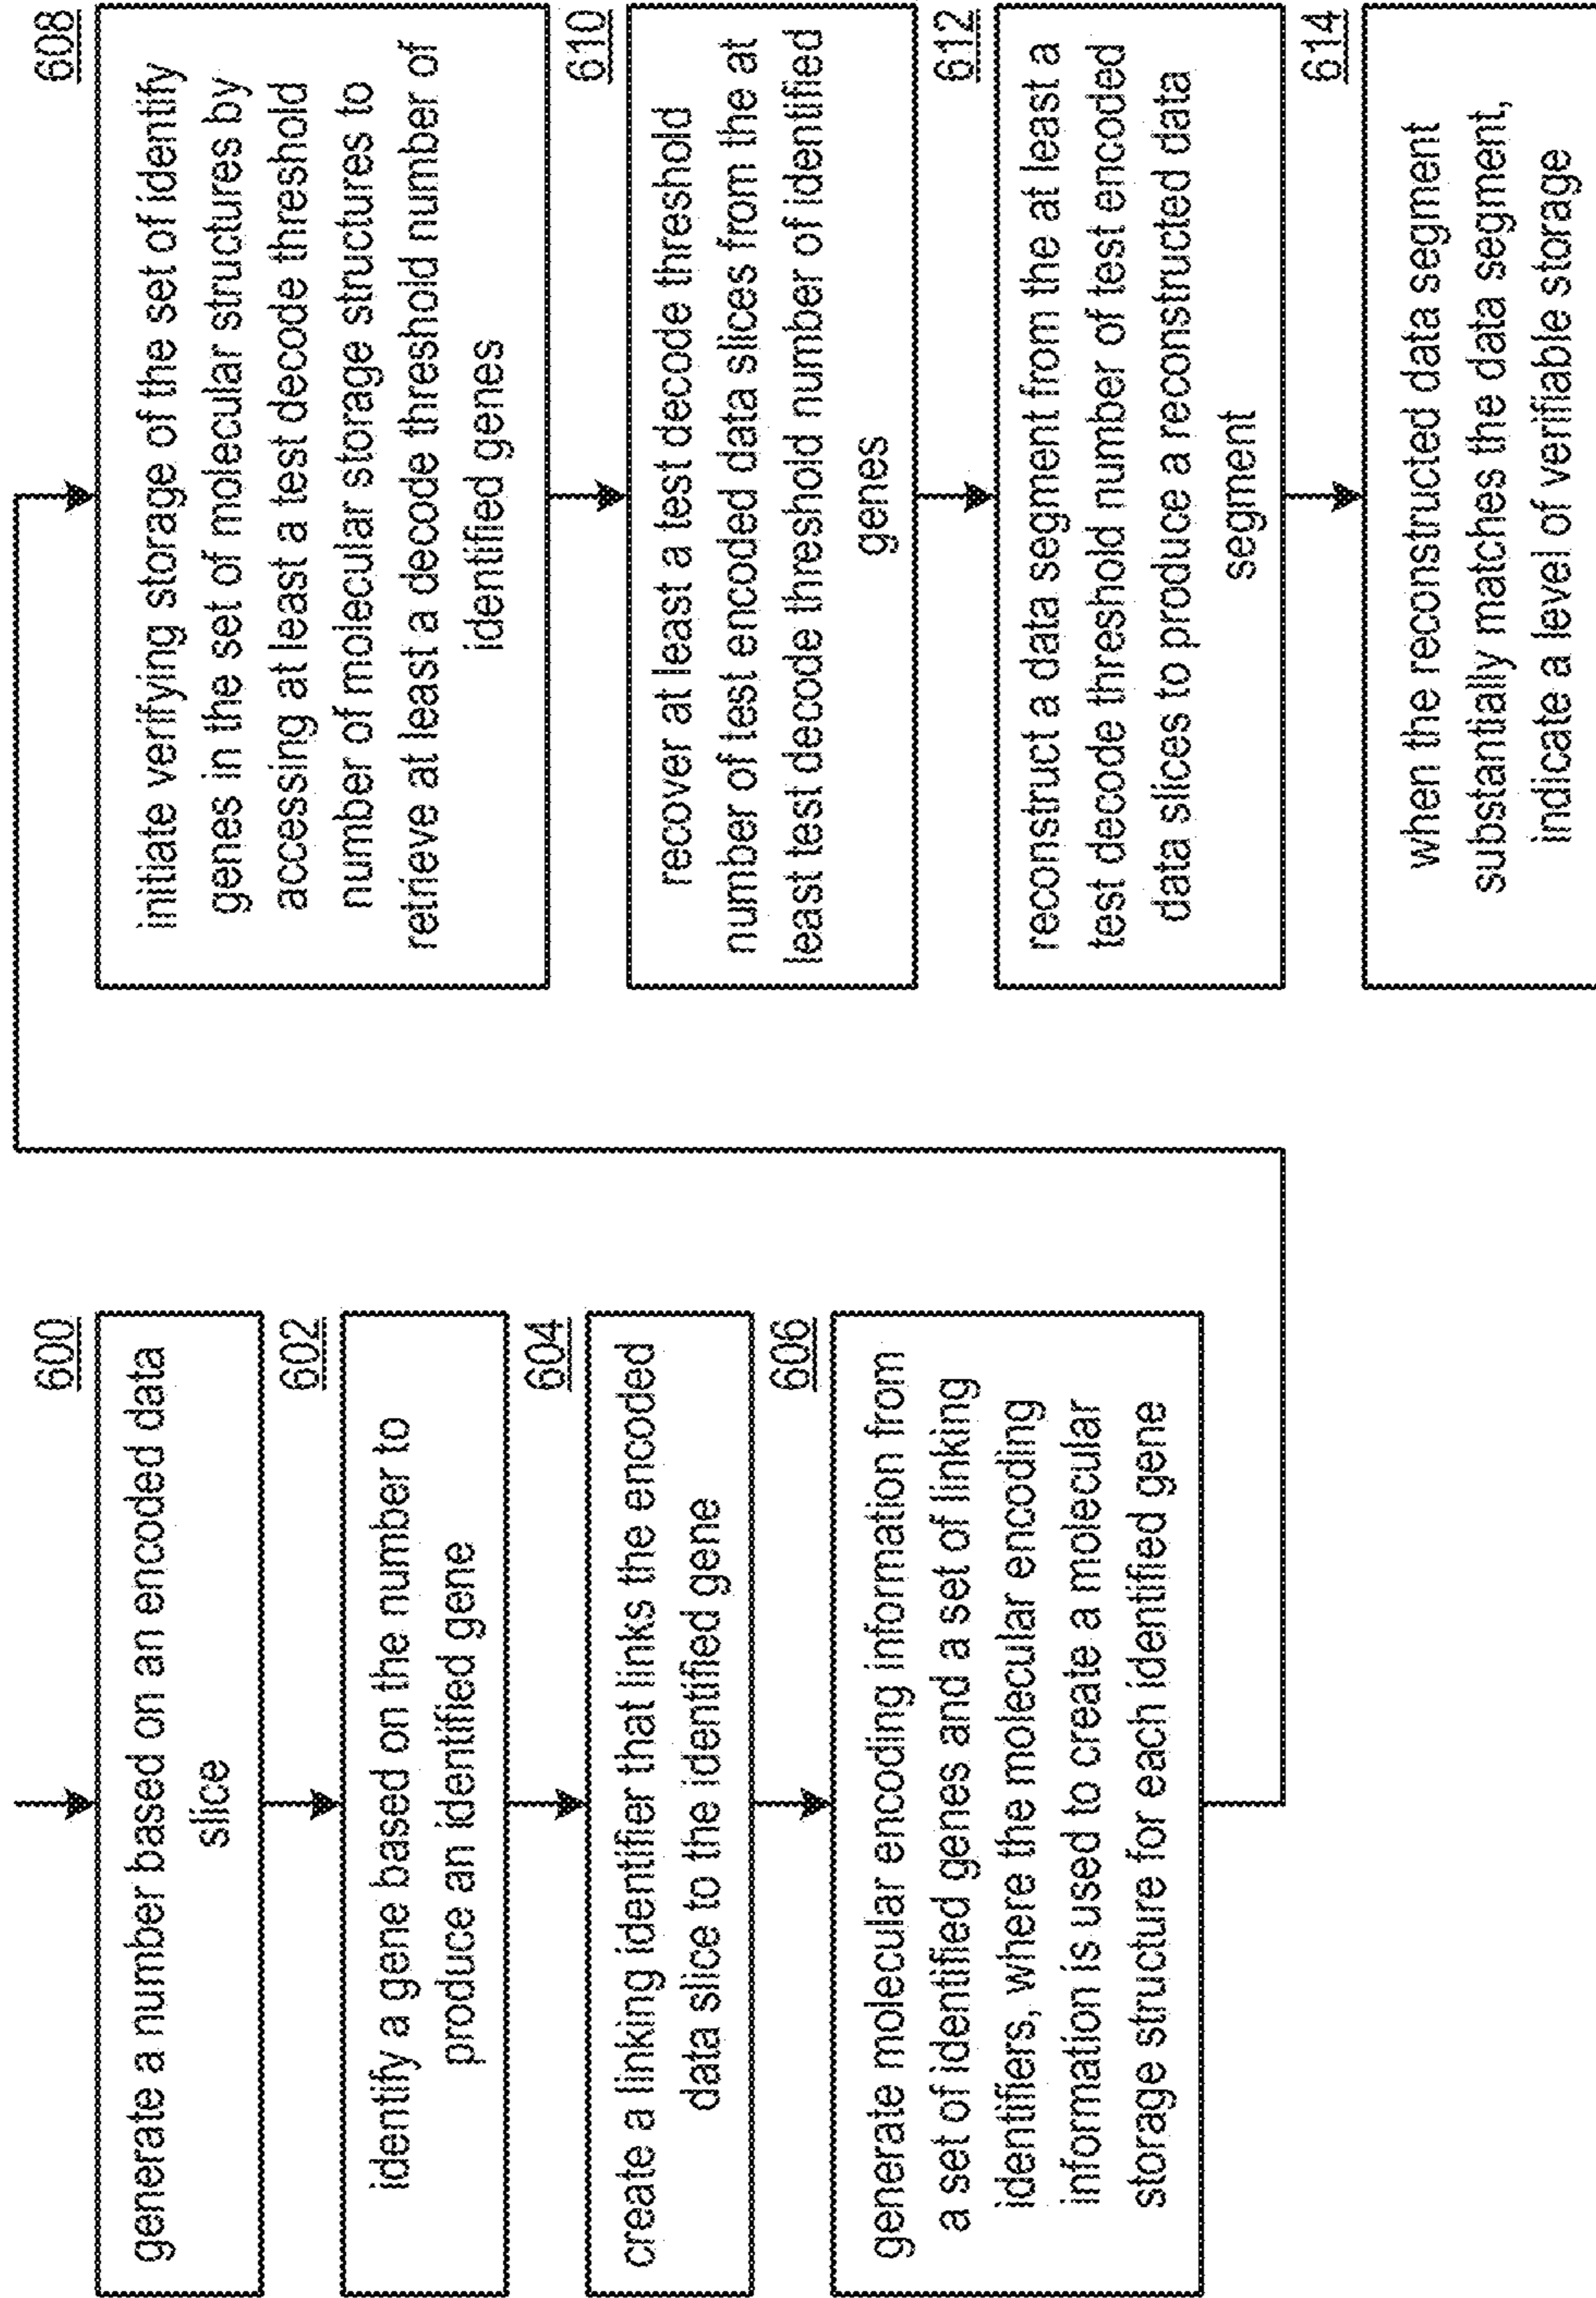 600
generate a number based on an encoded data
slice
602
identify a gene based on the number to
produce an identified gene
604
create a linking identifier that links the encoded
data slice to the identified gene
606
generate molecular encoding information from
a set of identified genes and a set of linking
identifiers, where the molecular encoding
information is used to create a molecular
storage structure for each identified gene
608
initiate verifying storage of the set of identify
genes in the set of molecular structures by
accessing at least a test decode threshold
number of molecular storage structures to
retrieve at least a decode threshold number of
identified genes
610
recover at least a test decode threshold
number of test encoded data slices from the at
least test decode threshold number of identified
genes
612
reconstruct a data segment from the at least a
test decode threshold number of test encoded
data slices to produce a reconstructed data
segment
614
when the reconstructed data segment
substantially matches the data segment,
indicate a level of verifiable storage